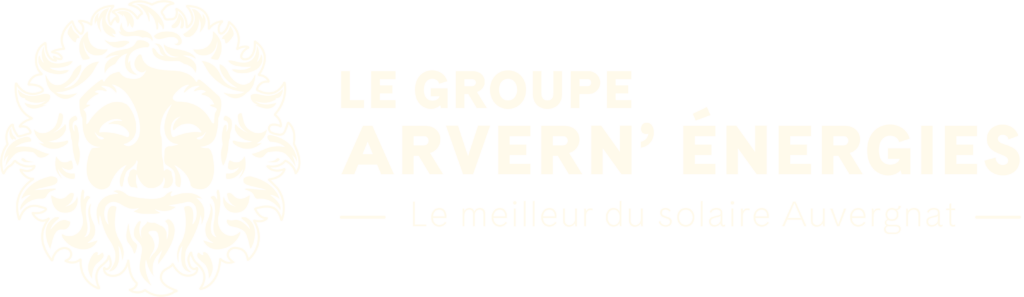 LE GROUPE
ARVERN’ ÉNERGIES
Le meilleur du solaire Auvergnat